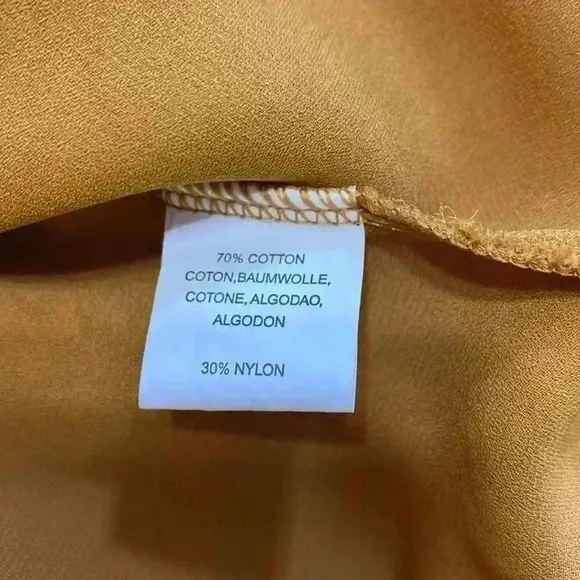 70% COTTON
COTON,BAUMWOLLE,
COTONE,ALGODAO,
ALGODON
30% NYLON